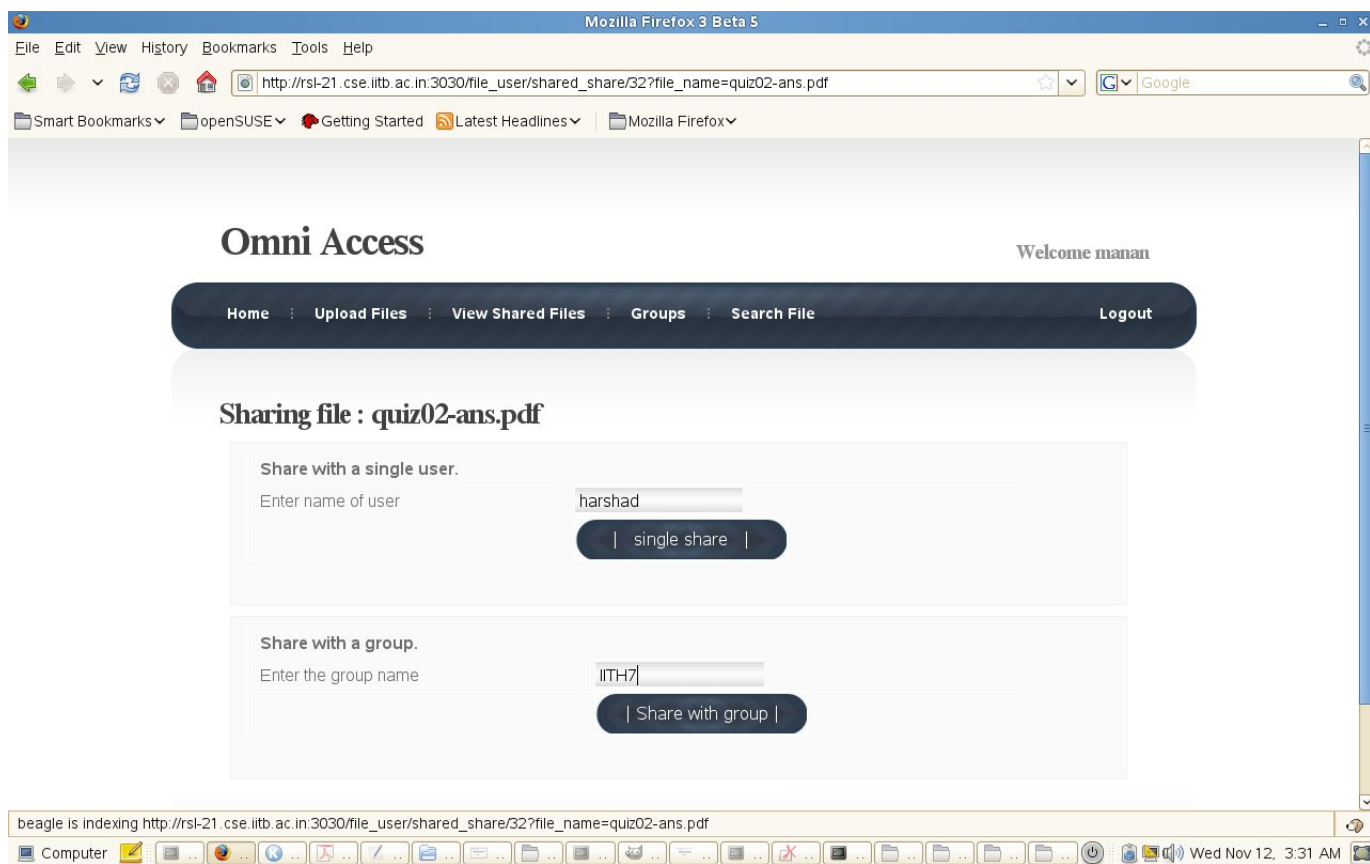 Mozilla Firefox 3 Beta 5
File Edit View History Bookmarks Tools Help
http://rsl-21.cse.iitb.ac.in:3030/file_user/shared_share/32?file_name=quiz02-ans.pdf
G Google
Smart Bookmarks openSUSE Getting Started Latest Headlines Mozilla Firefox
Omni Access
Welcome manan
Home Upload Files View Shared Files Groups Search File Logout
Sharing file : quiz02-ans.pdf
Share with a single user.
Enter name of user harshad
| single share |
Share with a group.
Enter the group name IITH7
| Share with group |
beagle is indexing http://rsl-21.cse.iitb.ac.in:3030/file_user/shared_share/32?file_name=quiz02-ans.pdf
Computer .. .. .. .. .. .. .. .. .. .. .. .. .. .. .. .. .. .. Wed Nov 12, 3:31 AM